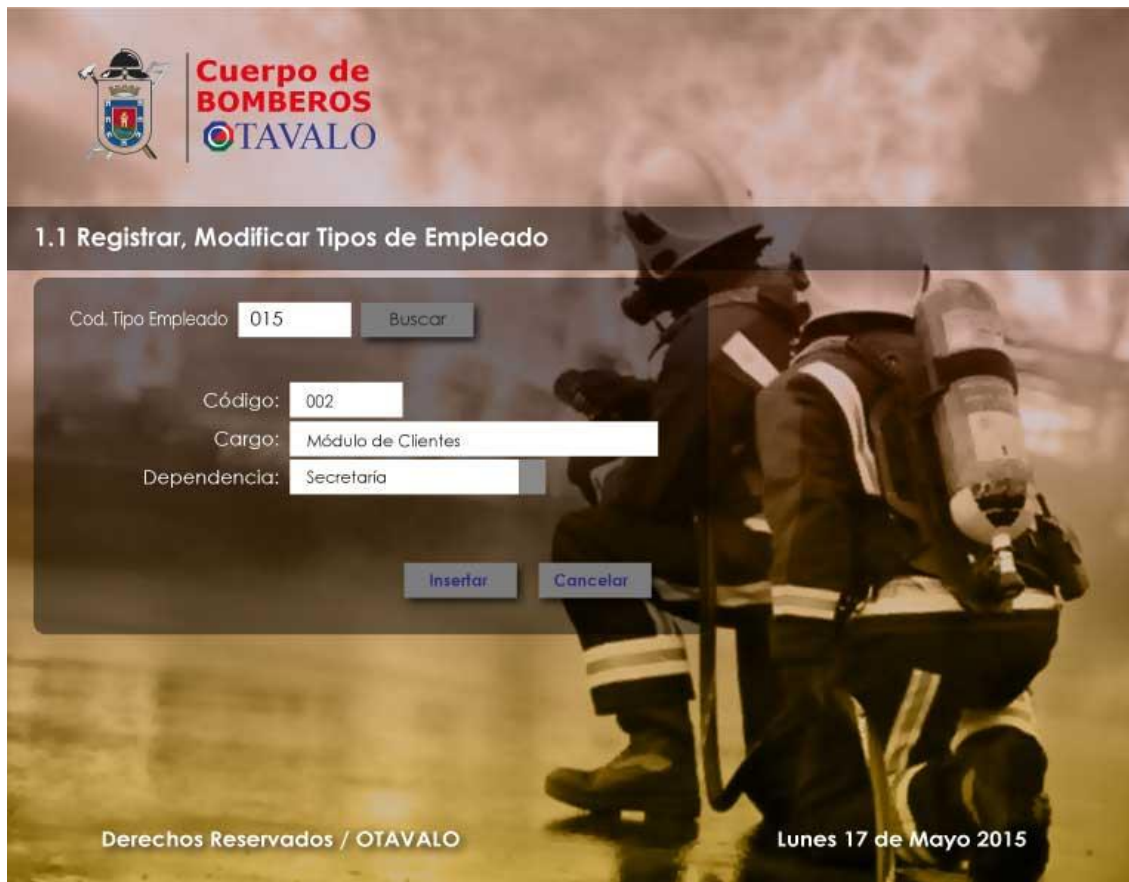 Cuerpo de
BOMBEROS
OTAVALO
1.1 Registrar, Modificar Tipos de Empleado
Cod. Tipo Empleado 015 Buscar
Código: 002
Cargo: Módulo de Clientes
Dependencia: Secretaría
Insertar Cancelar
Derechos Reservados / OTAVALO Lunes 17 de Mayo 2015